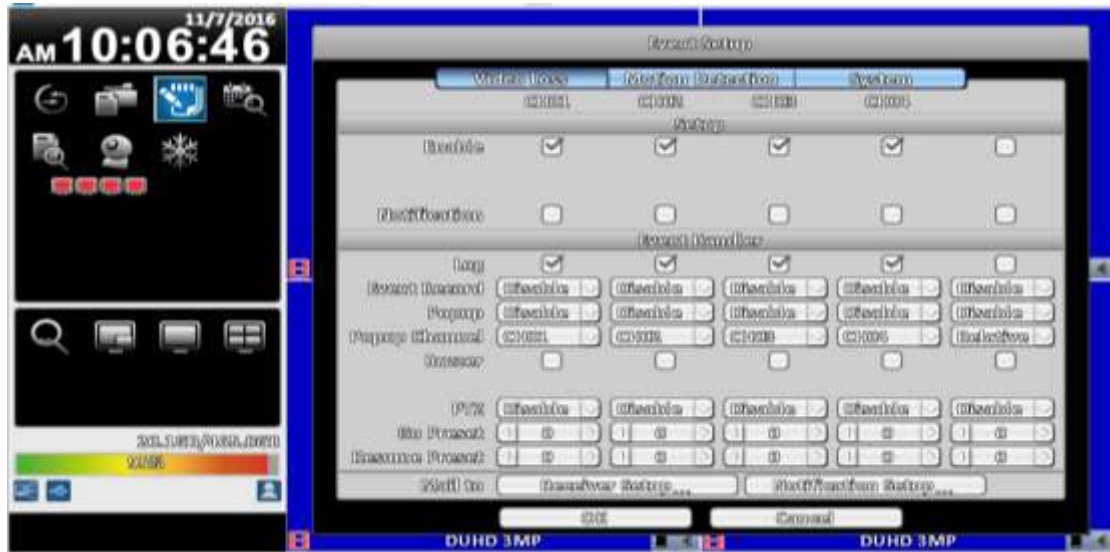 11/7/2016
AM 10:06:46
Event Setup
Video Loss Motion Detection System
CH01 CH02 CH03 CH04
Setup
Enable
Notification
Event Handler
Log
Event Record Disable Disable Disable Disable Disable
Popup Disable Disable Disable Disable Disable
Popup Channel CH01 CH02 CH03 CH04 Relative
Buzzer
PTZ Disable Disable Disable Disable Disable
Go Preset 0 0 0 0 0
Resume Preset 0 0 0 0 0
Mail to Receiver Setup... Notification Setup...
OK Cancel
DUHD 3MP DUHD 3MP